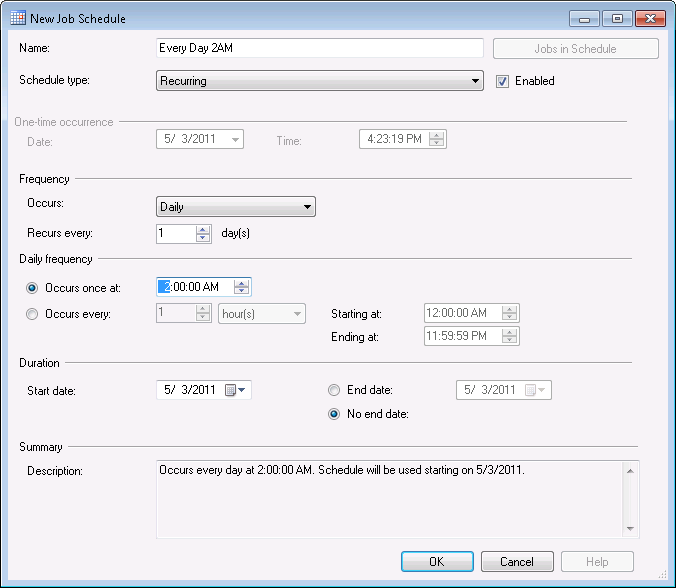 New Job Schedule
Name: Every Day 2AM Jobs in Schedule
Schedule type: Recurring Enabled
One-time occurrence
Date: 5/ 3/2011 Time: 4:23:19 PM
Frequency
Occurs: Daily
Recurs every: 1 day(s)
Daily frequency
Occurs once at: 2:00:00 AM
Occurs every: 1 hour(s) Starting at: 12:00:00 AM
Ending at: 11:59:59 PM
Duration
Start date: 5/ 3/2011 End date: 5/ 3/2011
No end date:
Summary
Description: Occurs every day at 2:00:00 AM. Schedule will be used starting on 5/3/2011.
OK Cancel Help